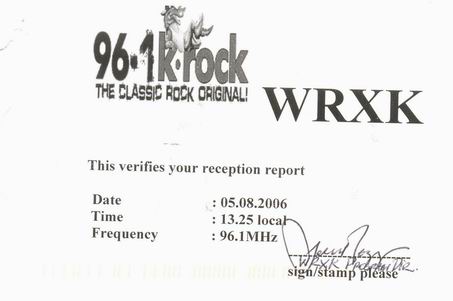 96.1 k.rock
THE CLASSIC ROCK ORIGINAL!
WRXK
This verifies your reception report
Date : 05.08.2006
Time : 13.25 local
Frequency : 96.1MHz
WRXK
sign/stamp please